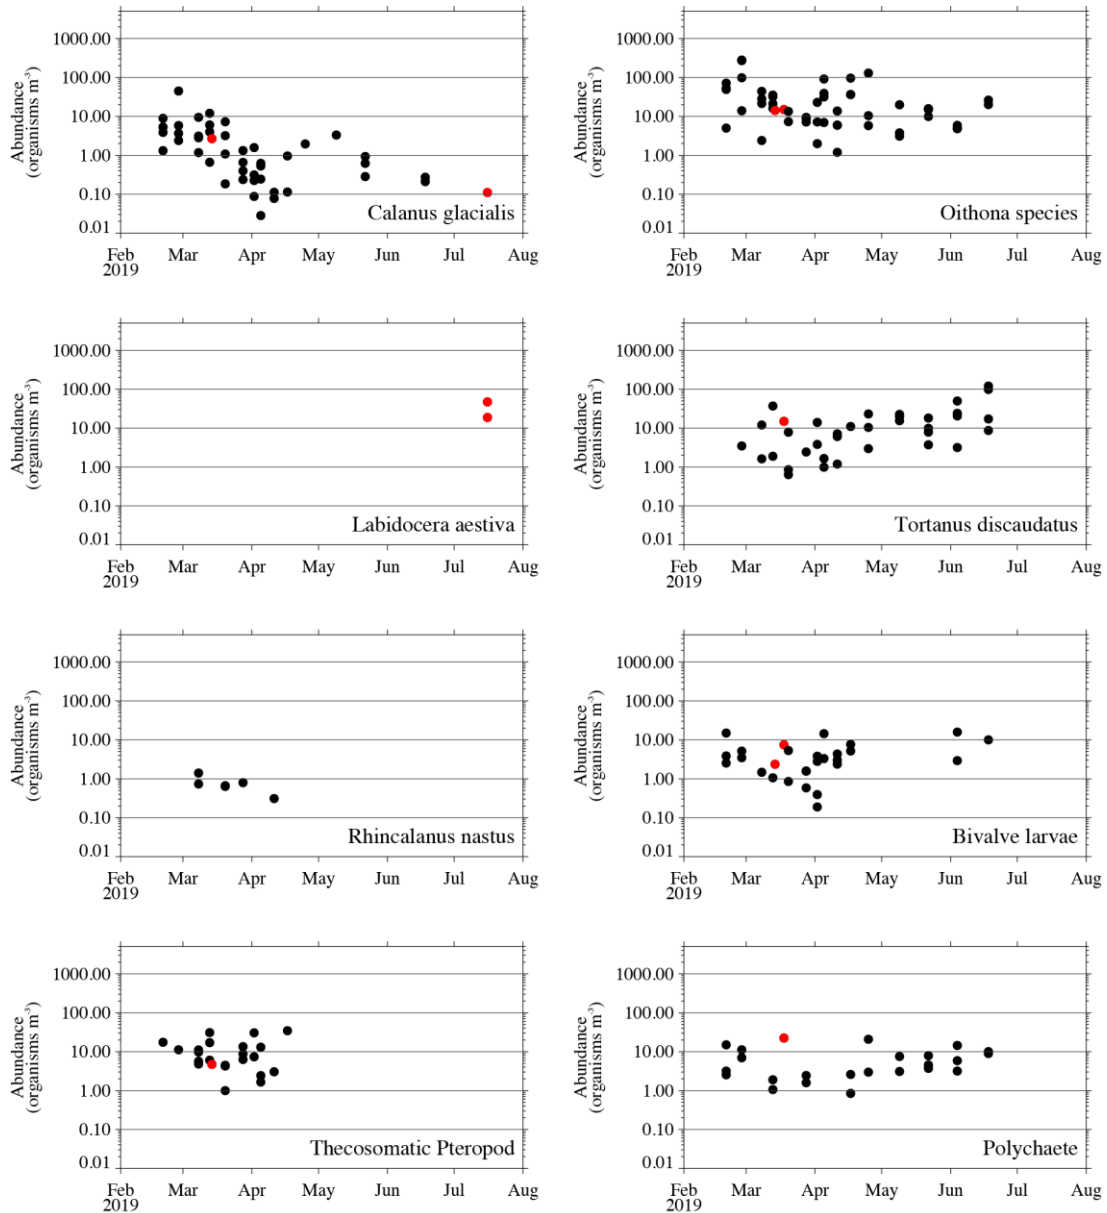 Abundance
(organisms m⁻³)
1000.00
100.00
10.00
1.00
0.10
0.01
Calanus glacialis
Feb Mar Apr May Jun Jul Aug
2019
Abundance
(organisms m⁻³)
1000.00
100.00
10.00
1.00
0.10
0.01
Oithona species
Feb Mar Apr May Jun Jul Aug
2019
Abundance
(organisms m⁻³)
1000.00
100.00
10.00
1.00
0.10
0.01
Labidocera aestiva
Feb Mar Apr May Jun Jul Aug
2019
Abundance
(organisms m⁻³)
1000.00
100.00
10.00
1.00
0.10
0.01
Tortanus discaudatus
Feb Mar Apr May Jun Jul Aug
2019
Abundance
(organisms m⁻³)
1000.00
100.00
10.00
1.00
0.10
0.01
Rhincalanus nastus
Feb Mar Apr May Jun Jul Aug
2019
Abundance
(organisms m⁻³)
1000.00
100.00
10.00
1.00
0.10
0.01
Bivalve larvae
Feb Mar Apr May Jun Jul Aug
2019
Abundance
(organisms m⁻³)
1000.00
100.00
10.00
1.00
0.10
0.01
Thecosomatic Pteropod
Feb Mar Apr May Jun Jul Aug
2019
Abundance
(organisms m⁻³)
1000.00
100.00
10.00
1.00
0.10
0.01
Polychaete
Feb Mar Apr May Jun Jul Aug
2019